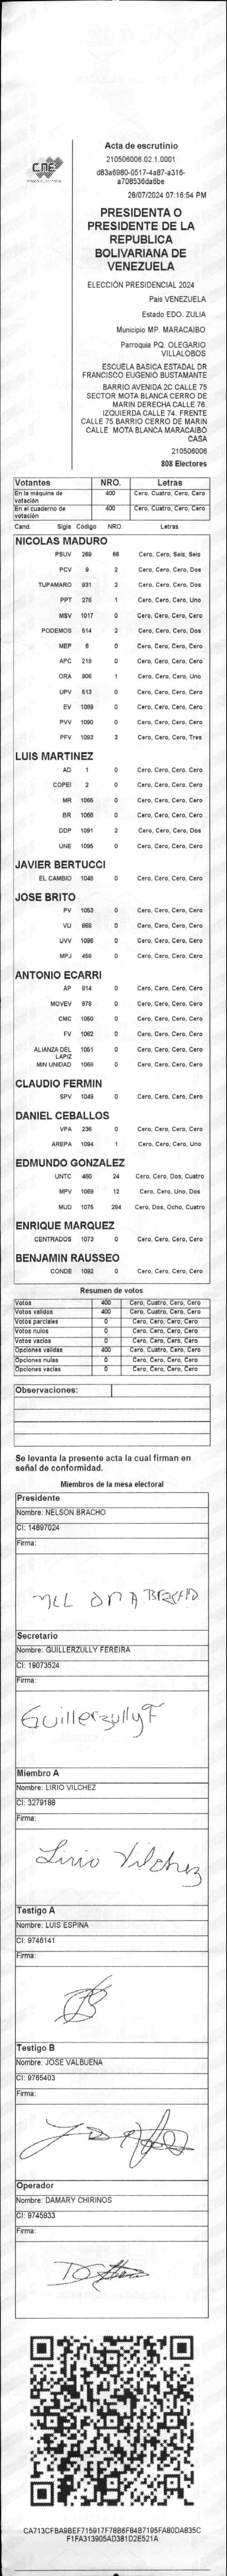 CNE
Acta de escrutinio
210506006.02.1.0001
d83a6980-0517-4a87-a316-
a708536da6be
28/07/2024 07:16:54 PM
PRESIDENTA O
PRESIDENTE DE LA
REPUBLICA
BOLIVARIANA DE
VENEZUELA
ELECCIÓN PRESIDENCIAL 2024
Pais VENEZUELA
Estado EDO. ZULIA
Municipio MP. MARACAIBO
Parroquia PQ. OLEGARIO
VILLALOBOS
ESCUELA BASICA ESTADAL DR
FRANCISCO EUGENIO BUSTAMANTE
BARRIO AVENIDA 2C CALLE 75
SECTOR MOTA BLANCA CERRO DE
MARIN DERECHA CALLE 76.
IZQUIERDA CALLE 74. FRENTE
CALLE 75 BARRIO CERRO DE MARIN
CALLE MOTA BLANCA MARACAIBO
CASA
210506006
808 Electores
Votantes NRO. Letras
En la máquina de votación 400 Cero, Cuatro, Cero, Cero
En el cuaderno de votación 400 Cero, Cuatro, Cero, Cero
Cand. Sigla Código NRO. Letras
NICOLAS MADURO
PSUV 269 66 Cero, Cero, Seis, Seis
PCV 9 2 Cero, Cero, Cero, Dos
TUPAMARO 931 2 Cero, Cero, Cero, Dos
PPT 276 1 Cero, Cero, Cero, Uno
MSV 1017 0 Cero, Cero, Cero, Cero
PODEMOS 514 2 Cero, Cero, Cero, Dos
MEP 6 0 Cero, Cero, Cero, Cero
APC 219 0 Cero, Cero, Cero, Cero
ORA 906 1 Cero, Cero, Cero, Uno
UPV 513 0 Cero, Cero, Cero, Cero
EV 1089 0 Cero, Cero, Cero, Cero
PVV 1090 0 Cero, Cero, Cero, Cero
PFV 1093 3 Cero, Cero, Cero, Tres
LUIS MARTINEZ
AD 1 0 Cero, Cero, Cero, Cero
COPEI 2 0 Cero, Cero, Cero, Cero
MR 1065 0 Cero, Cero, Cero, Cero
BR 1066 0 Cero, Cero, Cero, Cero
DDP 1091 2 Cero, Cero, Cero, Dos
UNE 1095 0 Cero, Cero, Cero, Cero
JAVIER BERTUCCI
EL CAMBIO 1048 0 Cero, Cero, Cero, Cero
JOSE BRITO
PV 1053 0 Cero, Cero, Cero, Cero
VU 969 0 Cero, Cero, Cero, Cero
UVV 1096 0 Cero, Cero, Cero, Cero
MPJ 456 0 Cero, Cero, Cero, Cero
ANTONIO ECARRI
AP 914 0 Cero, Cero, Cero, Cero
MOVEV 978 0 Cero, Cero, Cero, Cero
CMC 1050 0 Cero, Cero, Cero, Cero
FV 1062 0 Cero, Cero, Cero, Cero
ALIANZA DEL LAPIZ 1051 0 Cero, Cero, Cero, Cero
MIN UNIDAD 1068 0 Cero, Cero, Cero, Cero
CLAUDIO FERMIN
SPV 1049 0 Cero, Cero, Cero, Cero
DANIEL CEBALLOS
VPA 236 0 Cero, Cero, Cero, Cero
AREPA 1094 1 Cero, Cero, Cero, Uno
EDMUNDO GONZALEZ
UNTC 460 24 Cero, Cero, Dos, Cuatro
MPV 1069 12 Cero, Cero, Uno, Dos
MUD 1075 284 Cero, Dos, Ocho, Cuatro
ENRIQUE MARQUEZ
CENTRADOS 1073 0 Cero, Cero, Cero, Cero
BENJAMIN RAUSSEO
CONDE 1092 0 Cero, Cero, Cero, Cero
Resumen de votos
Votos 400 Cero, Cuatro, Cero, Cero
Votos validos 400 Cero, Cuatro, Cero, Cero
Votos parciales 0 Cero, Cero, Cero, Cero
Votos nulos 0 Cero, Cero, Cero, Cero
Votos vacios 0 Cero, Cero, Cero, Cero
Opciones validas 400 Cero, Cuatro, Cero, Cero
Opciones nulas 0 Cero, Cero, Cero, Cero
Opciones vacias 0 Cero, Cero, Cero, Cero
Observaciones:
Se levanta la presente acta la cual firman en
señal de conformidad.
Miembros de la mesa electoral
Presidente
Nombre: NELSON BRACHO
CI: 14897024
Firma:
Secretario
Nombre: GUILLERZULLY FEREIRA
CI: 19073524
Firma:
Guillerzully F
Miembro A
Nombre: LIRIO VILCHEZ
CI: 3279188
Firma:
Lirio Vilchez
Testigo A
Nombre: LUIS ESPINA
CI: 9746141
Firma:
Testigo B
Nombre: JOSE VALBUENA
CI: 9765403
Firma:
Operador
Nombre: DAMARY CHIRINOS
CI: 9745933
Firma:
CA713CFBA9BEF715917F78B6F84B7195FA80DA835C
F1FA313905AD381D2E521A